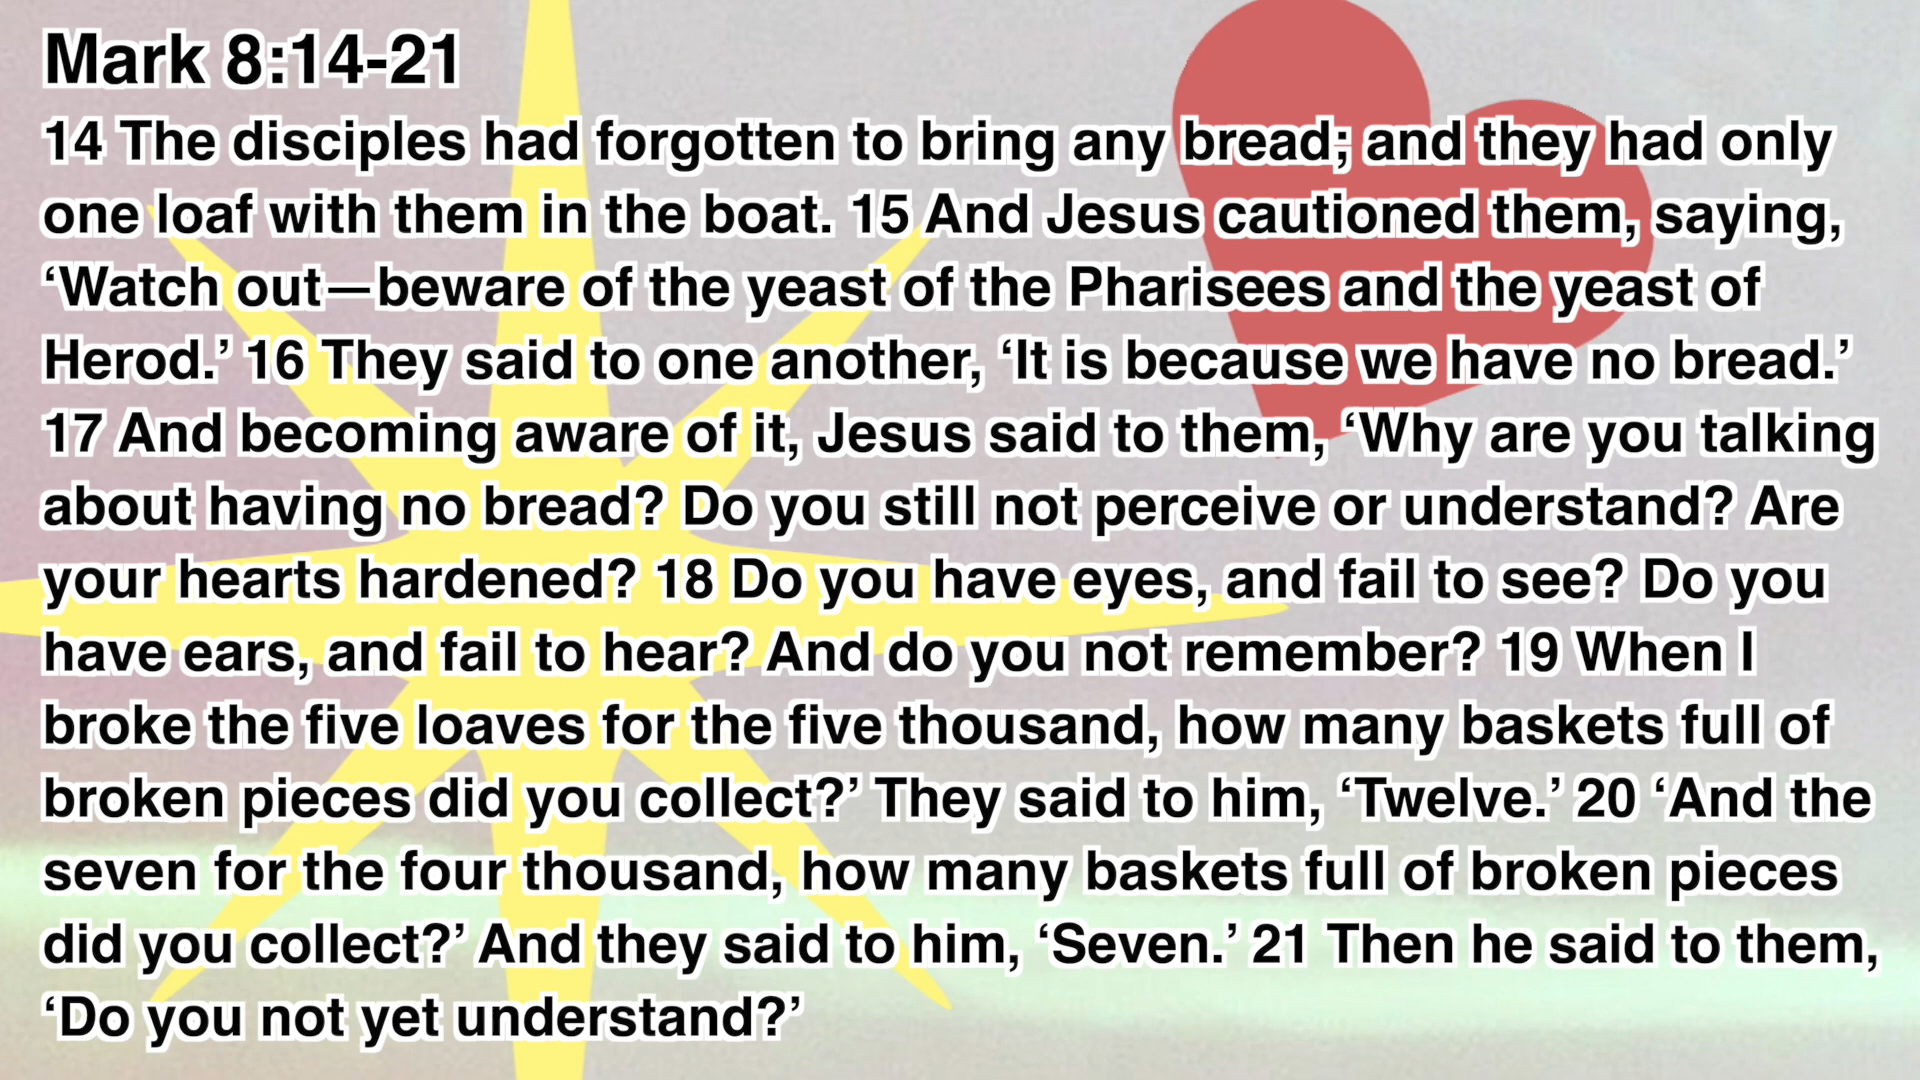 Mark 8:14-21
14 The disciples had forgotten to bring any bread; and they had only
one loaf with them in the boat. 15 And Jesus cautioned them, saying,
‘Watch out—beware of the yeast of the Pharisees and the yeast of
Herod.’ 16 They said to one another, ‘It is because we have no bread.’
17 And becoming aware of it, Jesus said to them, ‘Why are you talking
about having no bread? Do you still not perceive or understand? Are
your hearts hardened? 18 Do you have eyes, and fail to see? Do you
have ears, and fail to hear? And do you not remember? 19 When I
broke the five loaves for the five thousand, how many baskets full of
broken pieces did you collect?’ They said to him, ‘Twelve.’ 20 ‘And the
seven for the four thousand, how many baskets full of broken pieces
did you collect?’ And they said to him, ‘Seven.’ 21 Then he said to them,
‘Do you not yet understand?’